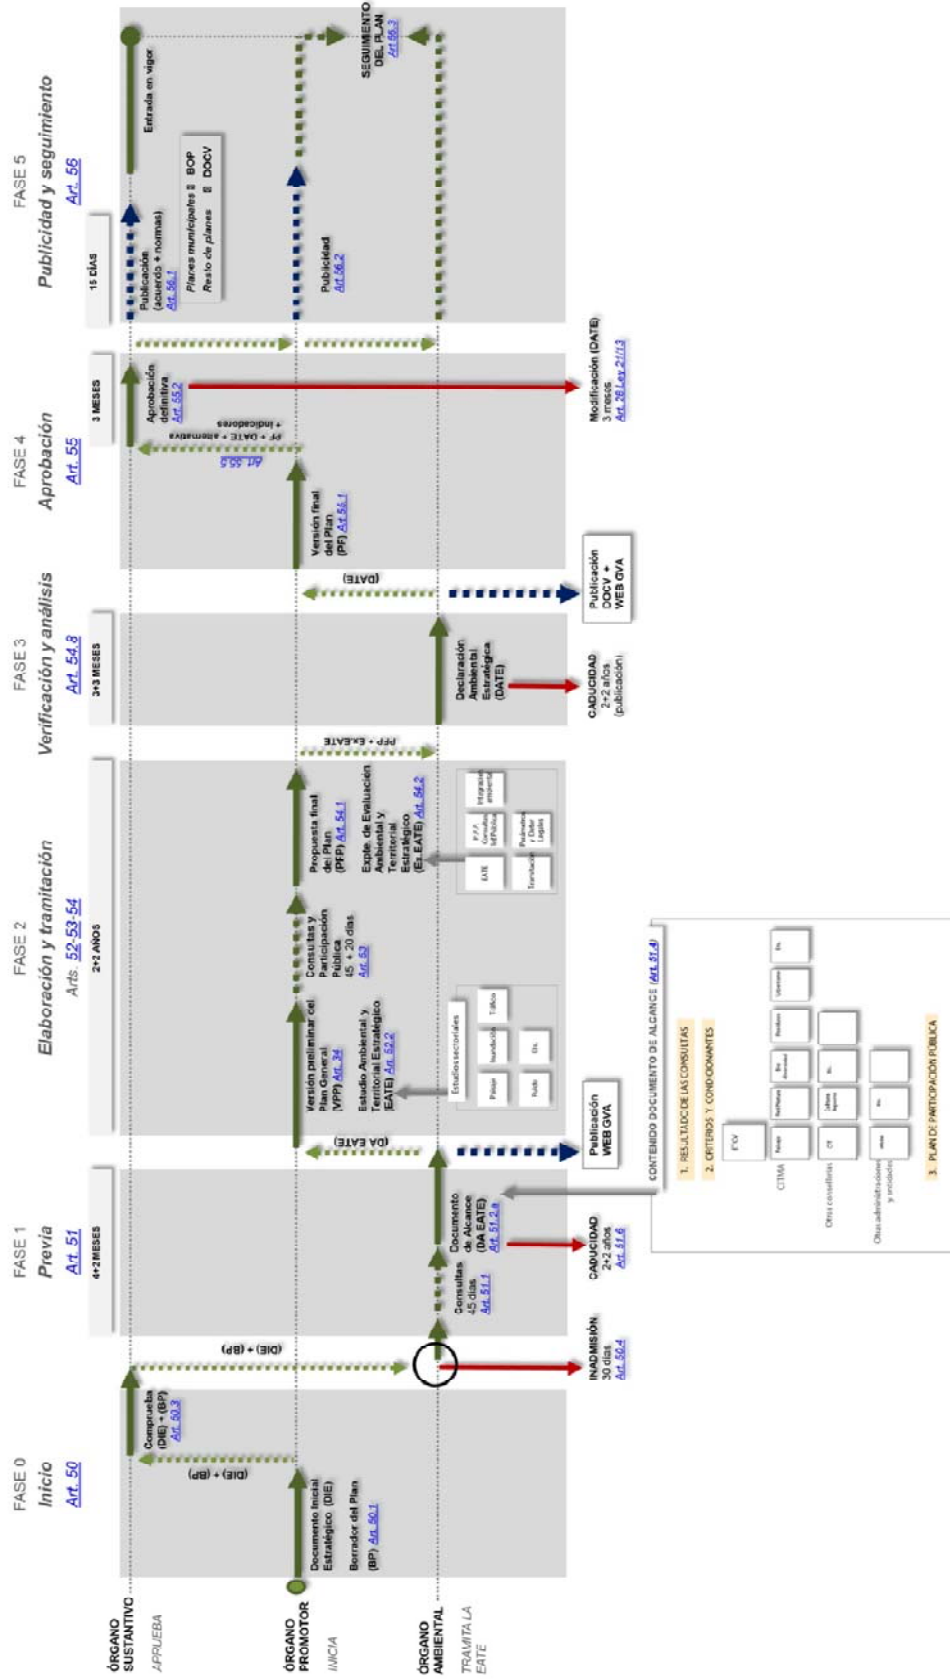 FASE 0
Inicio
Art. 50
FASE 1
Previa
Art. 51
4+2 MESES
FASE 2
Elaboración y tramitación
Arts. 52-53-54
2+2 AÑOS
FASE 3
Verificación y análisis
Art. 54.8
3+3 MESES
FASE 4
Aprobación
Art. 55
3 MESES
FASE 5
Publicidad y seguimiento
Art. 56
15 DÍAS
ÓRGANO
SUSTANTIVO
APRUEBA
Comprueba
(DIE) + (BP)
Art. 50.3
(DIE) + (BP)
(DIE) + (BP)
Aprobación
definitiva
Art. 55.2
PF + DATE + alternativa
+ indicadores
Publicación
(acuerdo + normas)
Art. 56.1
Planes municipales
BOP
Resto de planes
DOCV
Entrada en vigor
ÓRGANO
PROMOTOR
INICIA
Documento Inicial
Estratégico (DIE)
Borrador del Plan
(BP) Art. 50.1
Versión preliminar del
Plan General
(VPP) Art. 34
Estudio Ambiental y
Territorial Estratégico
(EATE) Art. 52.2
Estudios sectoriales
Paisaje
Inundación
Tráfico
Ruido
Etc.
Consultas y
Participación
Pública
45 + 20 días
Art. 53
Propuesta final
del Plan
(PFP) Art. 54.1
Expte. de Evaluación
Ambiental y
Territorial
Estratégico
(Ex.EATE) Art. 54.2
EATE
P.P.P.
Consultas
Integración
ambiental
Tramitación
PFP + Ex.EATE
Versión final
del Plan
(PF) Art 55.1
Publicidad
Art 56.2
SEGUIMIENTO
DEL PLAN
Art 56.3
ÓRGANO
AMBIENTAL
TRAMITA LA
EATE
Consultas
45 días
Art. 51.1
Documento
de Alcance
(DA EATE)
Art. 51.2.a
(DA EATE)
Declaración
Ambiental
Estratégica
(DATE)
(DATE)
INADMISIÓN
30 días
Art. 50.4
CADUCIDAD
2+2 años
Art. 51.6
Publicación
WEB GVA
CADUCIDAD
2+2 años
(publicación)
Publicación
DOCV +
WEB GVA
Modificación (DATE)
3 meses
Art. 28 Ley 21/13
CONTENIDO DOCUMENTO DE ALCANCE (Art. 51.4)
1. RESULTADO DE LAS CONSULTAS
2. CRITERIOS Y CONDICIONANTES
ETCV
CITMA
Otras consellerias
Otras administraciones
y entidades
3. PLAN DE PARTICIPACIÓN PÚBLICA